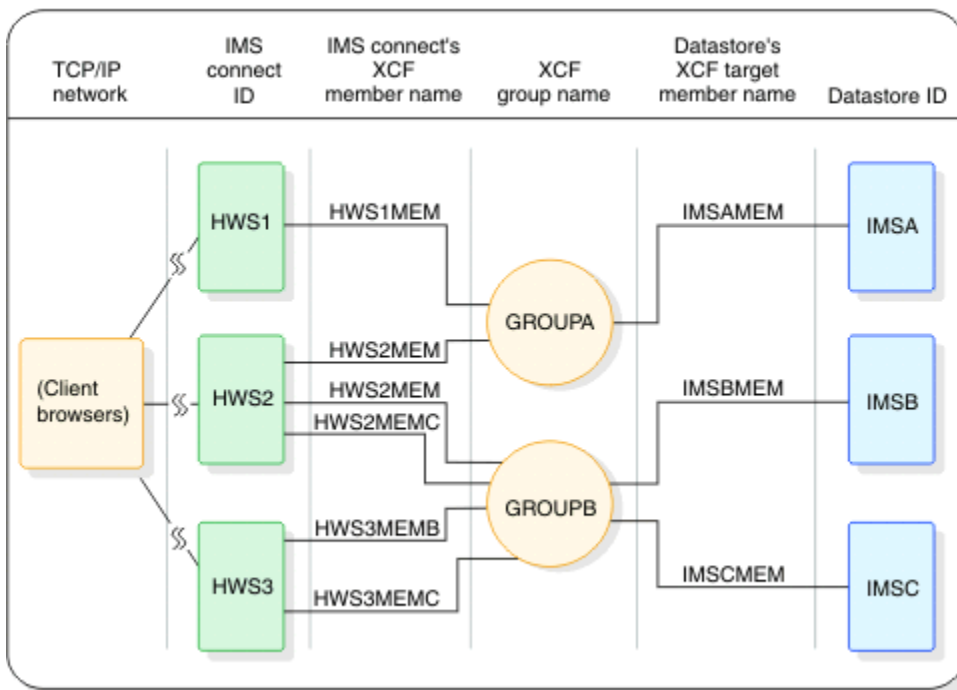 TCP/IP
network
IMS
connect
ID
IMS connect's
XCF
member name
XCF
group name
Datastore's
XCF target
member name
Datastore ID
HWS1
HWS1MEM
IMSAMEM
IMSA
GROUPA
(Client
browsers)
HWS2
HWS2MEM
HWS2MEM
HWS2MEMC
IMSBMEM
IMSB
GROUPB
HWS3
HWS3MEMB
HWS3MEMC
IMSCMEM
IMSC